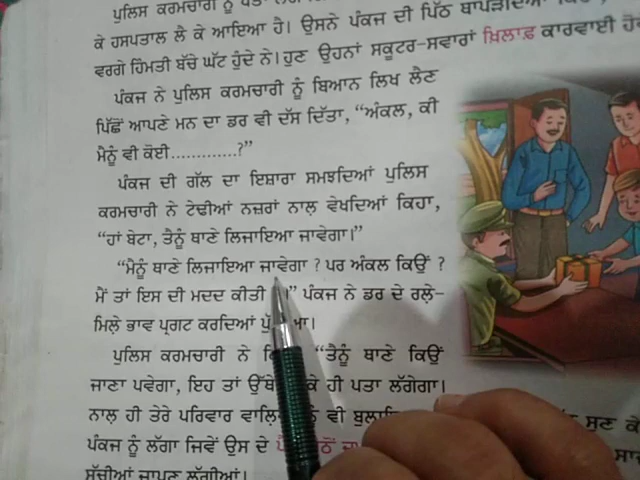 ਪੁਲਿਸ ਕਰਮਚਾਰੀ ਨੂੰ
ਕੇ ਹਸਪਤਾਲ ਲੈ ਕੇ ਆਇਆ ਹੈ। ਉਸਨੇ ਪੰਕਜ ਦੀ ਪਿੱਠ
ਵਰਗੇ ਹਿੰਮਤੀ ਬੱਚੇ ਘੱਟ ਹੁੰਦੇ ਨੇ। ਹੁਣ ਉਹਨਾਂ ਸਕੂਟਰ-ਸਵਾਰਾਂ ਖ਼ਿਲਾਫ਼ ਕਾਰਵਾਈ
ਪੰਕਜ ਨੇ ਪੁਲਿਸ ਕਰਮਚਾਰੀ ਨੂੰ ਬਿਆਨ ਲਿਖ ਲੈਣ
ਪਿੱਛੋਂ ਆਪਣੇ ਮਨ ਦਾ ਡਰ ਵੀ ਦੱਸ ਦਿੱਤਾ, “ਅੰਕਲ, ਕੀ
ਮੈਨੂੰ ਵੀ ਕੋਈ.............?”
ਪੰਕਜ ਦੀ ਗੱਲ ਦਾ ਇਸ਼ਾਰਾ ਸਮਝਦਿਆਂ ਪੁਲਿਸ
ਕਰਮਚਾਰੀ ਨੇ ਟੇਢੀਆਂ ਨਜ਼ਰਾਂ ਨਾਲ਼ ਵੇਖਦਿਆਂ ਕਿਹਾ,
“ਹਾਂ ਬੇਟਾ, ਤੈਨੂੰ ਥਾਣੇ ਲਿਜਾਇਆ ਜਾਵੇਗਾ।”
“ਮੈਨੂੰ ਥਾਣੇ ਲਿਜਾਇਆ ਜਾਵੇਗਾ ? ਪਰ ਅੰਕਲ ਕਿਉਂ ?
ਮੈਂ ਤਾਂ ਇਸ ਦੀ ਮਦਦ ਕੀਤੀ ।” ਪੰਕਜ ਨੇ ਡਰ ਦੇ ਰਲ਼ੇ-
ਮਿਲ਼ੇ ਭਾਵ ਪ੍ਰਗਟ ਕਰਦਿਆਂ
ਪੁਲਿਸ ਕਰਮਚਾਰੀ ਨੇ “ਤੈਨੂੰ ਥਾਣੇ ਕਿਉਂ
ਜਾਣਾ ਪਵੇਗਾ, ਇਹ ਤਾਂ ਕੇ ਹੀ ਪਤਾ ਲੱਗੇਗਾ।
ਨਾਲ਼ ਹੀ ਤੇਰੇ ਪਰਿਵਾਰ ਵੀ
ਪੰਕਜ ਨੂੰ ਲੱਗਾ ਜਿਵੇਂ ਉਸ ਦੇ
ਸੁੱਚੀਆਂ ਜਾਪਣ ਲੱਗੀਆਂ।